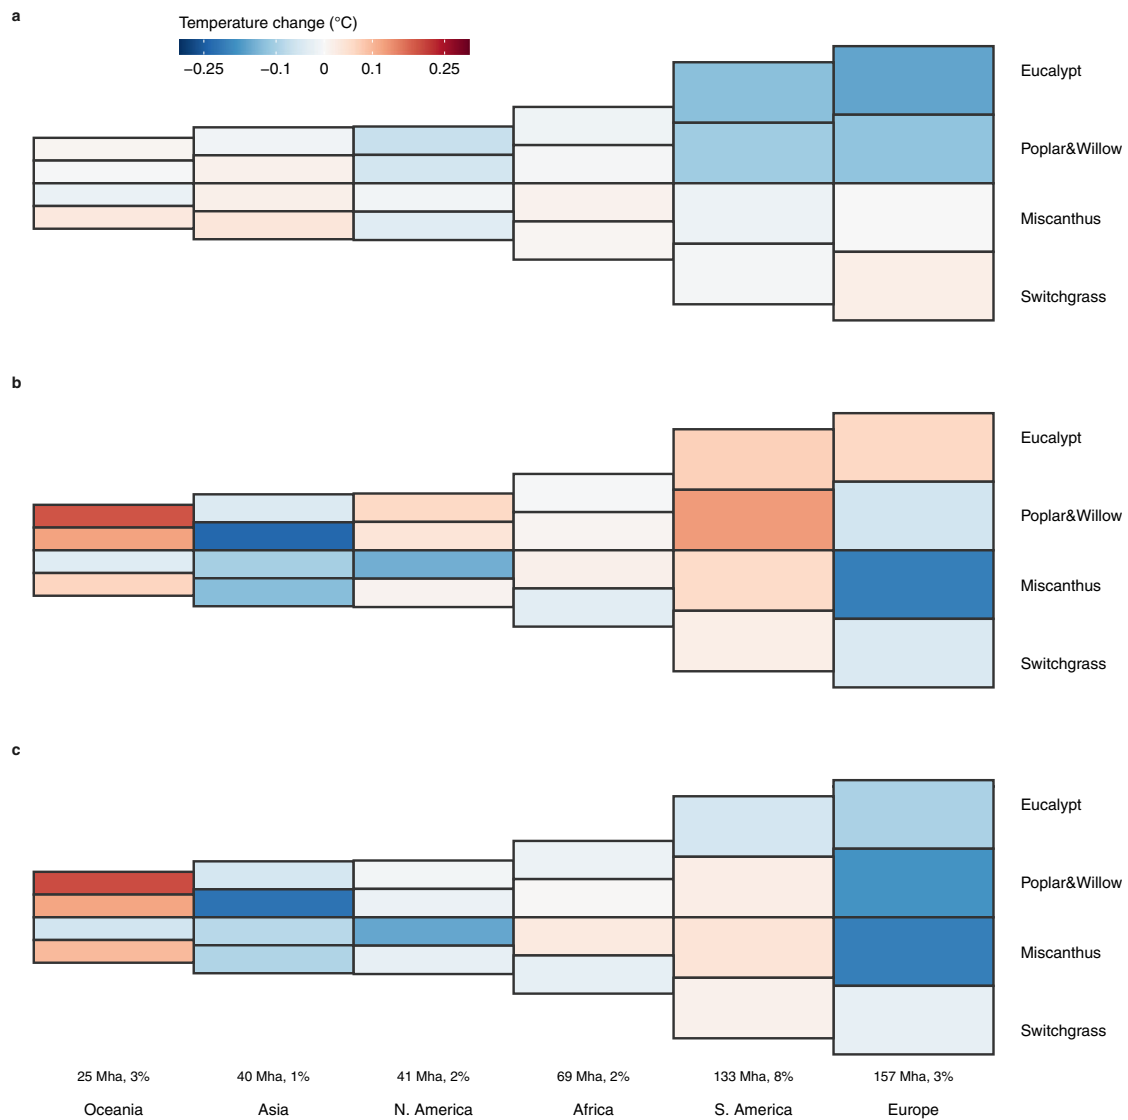 a
Temperature change (°C)
−0.25 −0.1 0 0.1 0.25
Eucalypt
Poplar&Willow
Miscanthus
Switchgrass
b
Eucalypt
Poplar&Willow
Miscanthus
Switchgrass
c
Eucalypt
Poplar&Willow
Miscanthus
Switchgrass
25 Mha, 3% 40 Mha, 1% 41 Mha, 2% 69 Mha, 2% 133 Mha, 8% 157 Mha, 3%
Oceania Asia N. America Africa S. America Europe